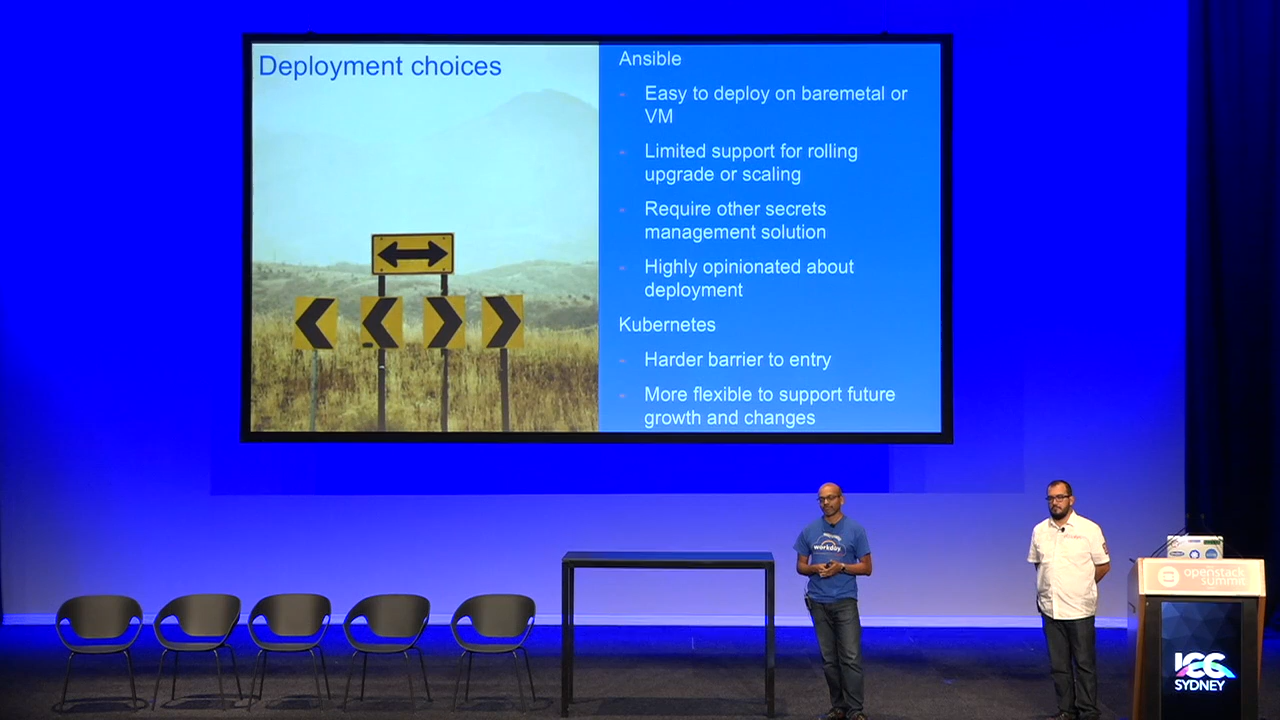 Deployment choices
Ansible
- Easy to deploy on baremetal or
VM
- Limited support for rolling
upgrade or scaling
- Require other secrets
management solution
- Highly opinionated about
deployment
Kubernetes
- Harder barrier to entry
- More flexible to support future
growth and changes
workday
openstack
summit
ICC
SYDNEY